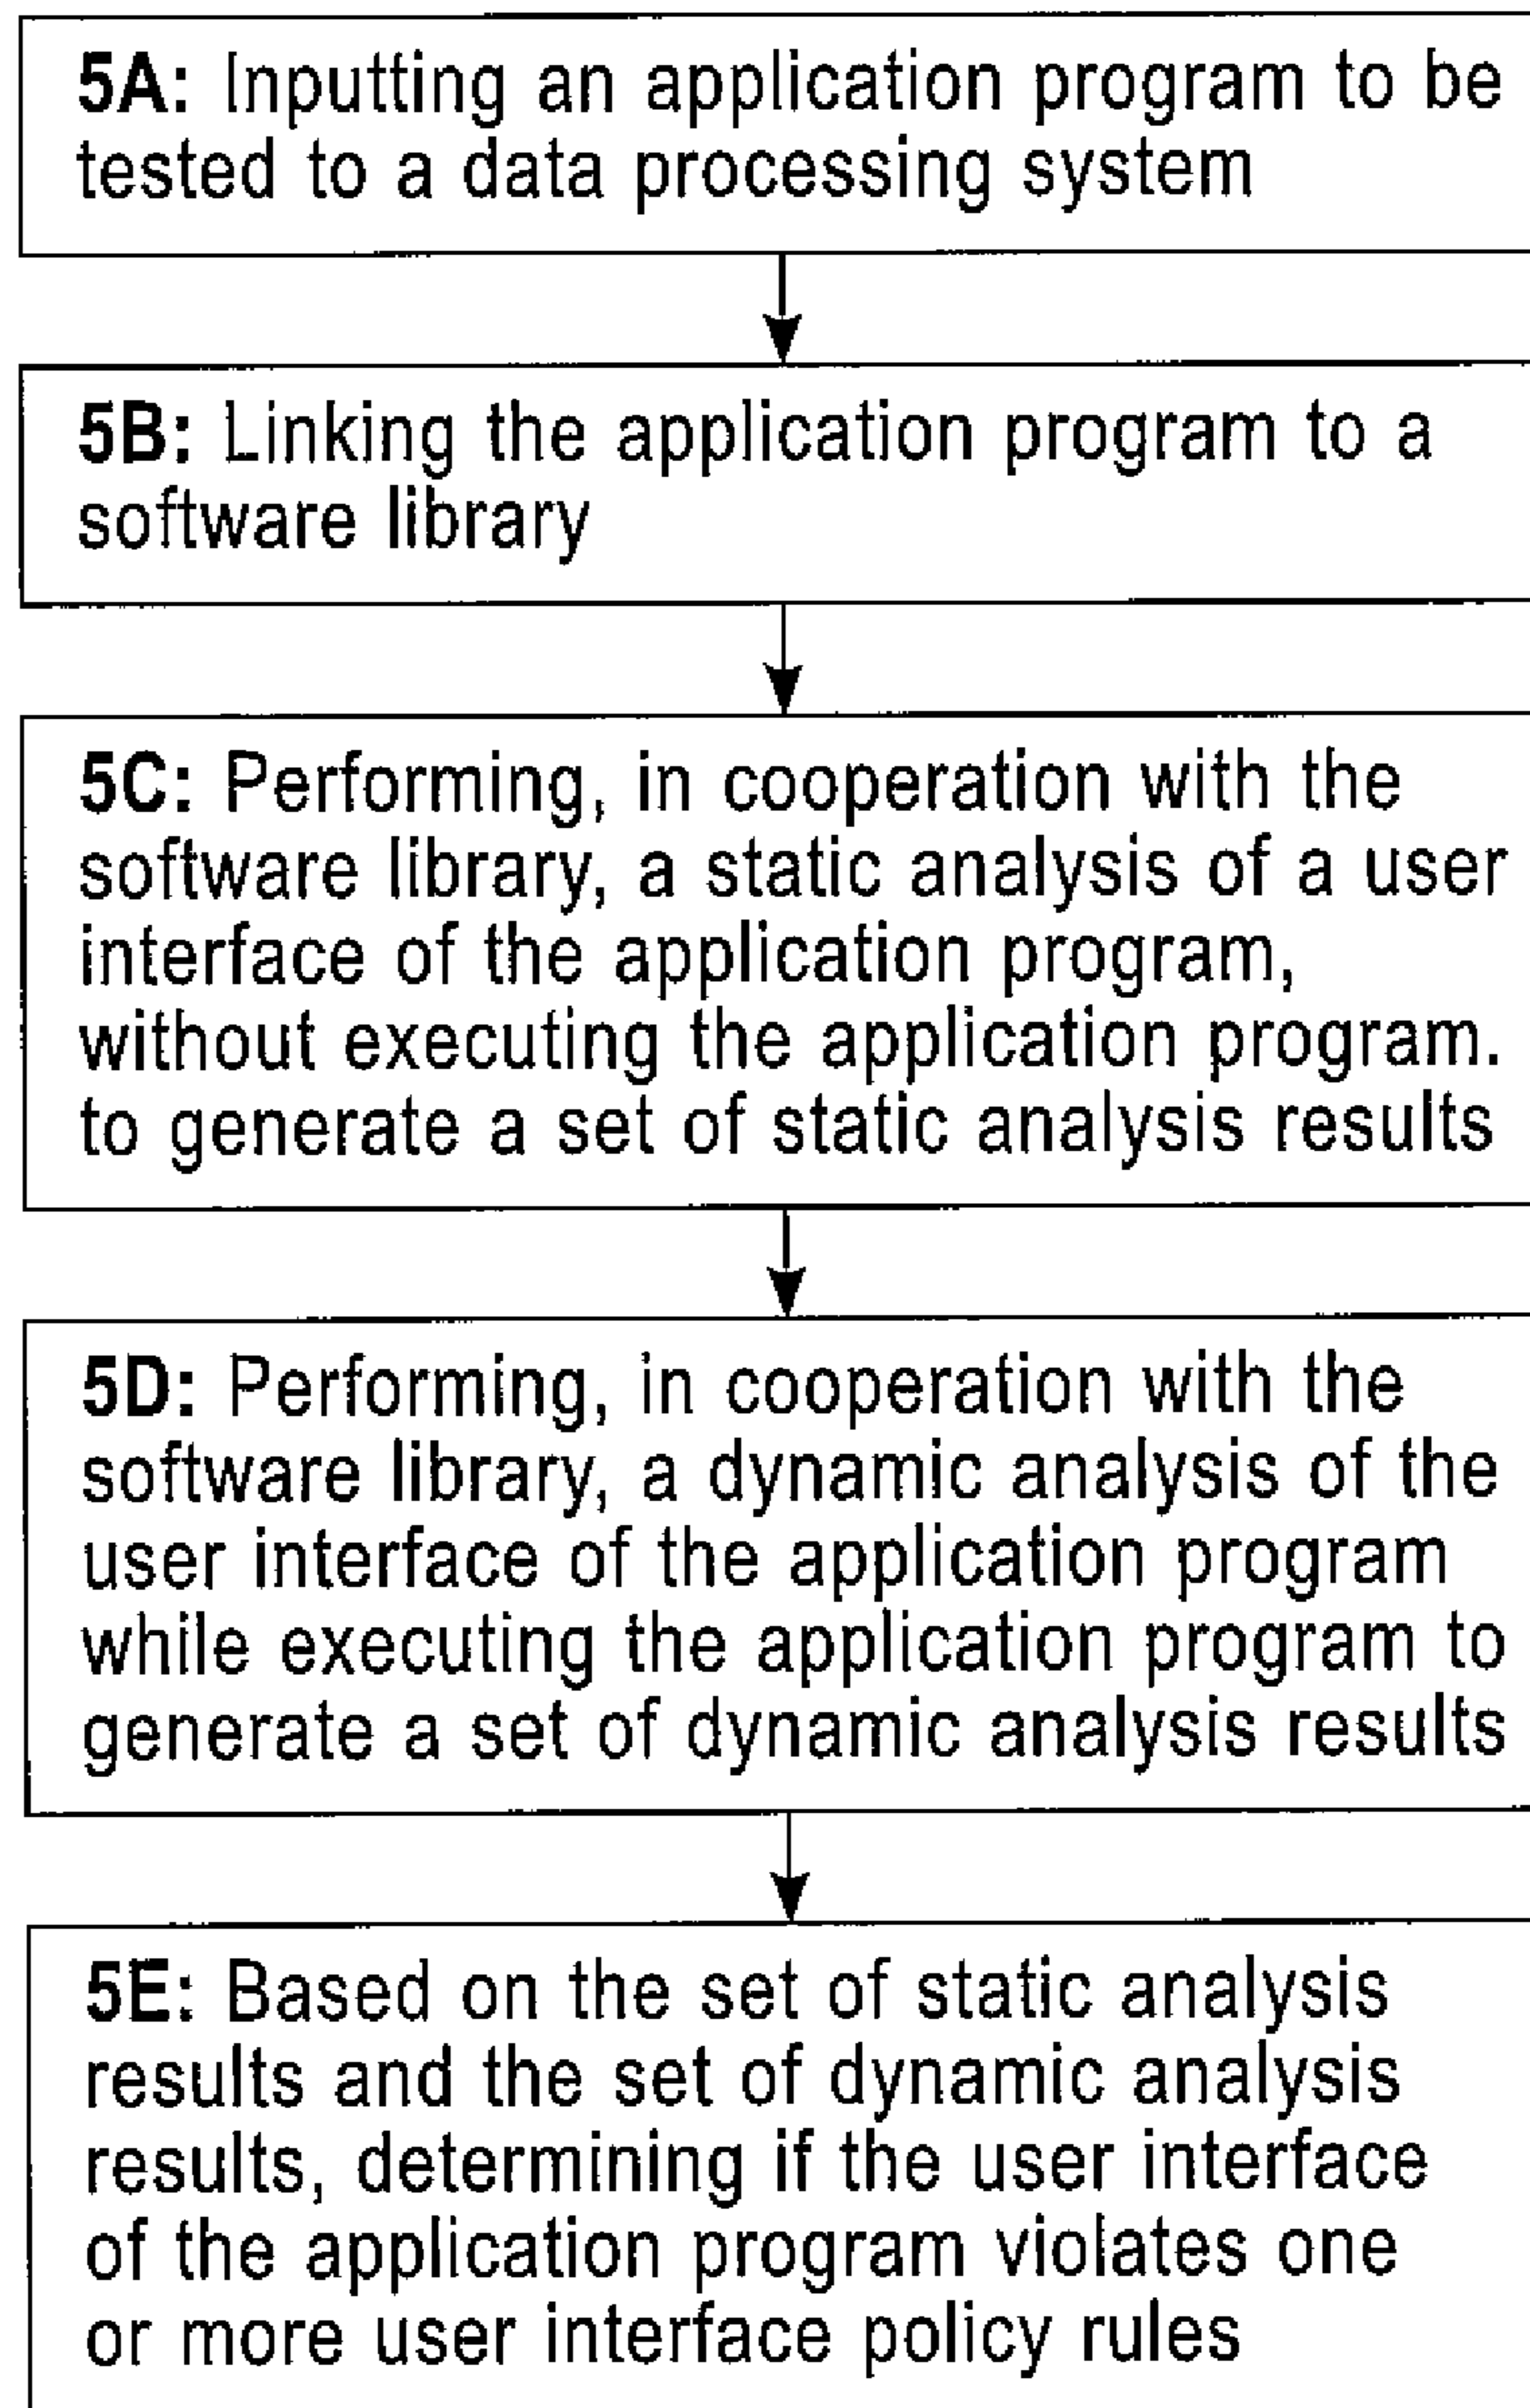 5A: Inputting an application program to be
tested to a data processing system
5B: Linking the application program to a
software library
5C: Performing, in cooperation with the
software library, a static analysis of a user
interface of the application program,
without executing the application program.
to generate a set of static analysis results
5D: Performing, in cooperation with the
software library, a dynamic analysis of the
user interface of the application program
while executing the application program to
generate a set of dynamic analysis results
5E: Based on the set of static analysis
results and the set of dynamic analysis
results, determining if the user interface
of the application program violates one
or more user interface policy rules